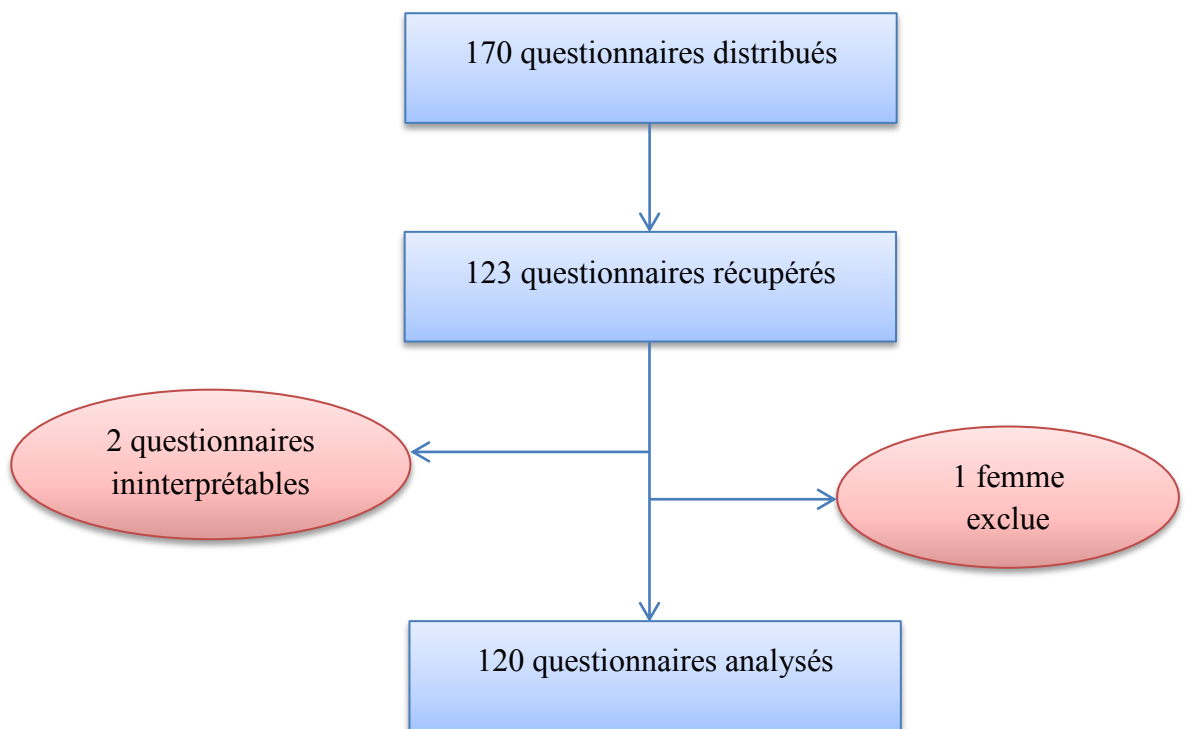 170 questionnaires distribués
123 questionnaires récupérés
2 questionnaires
ininterprétables
1 femme
exclue
120 questionnaires analysés